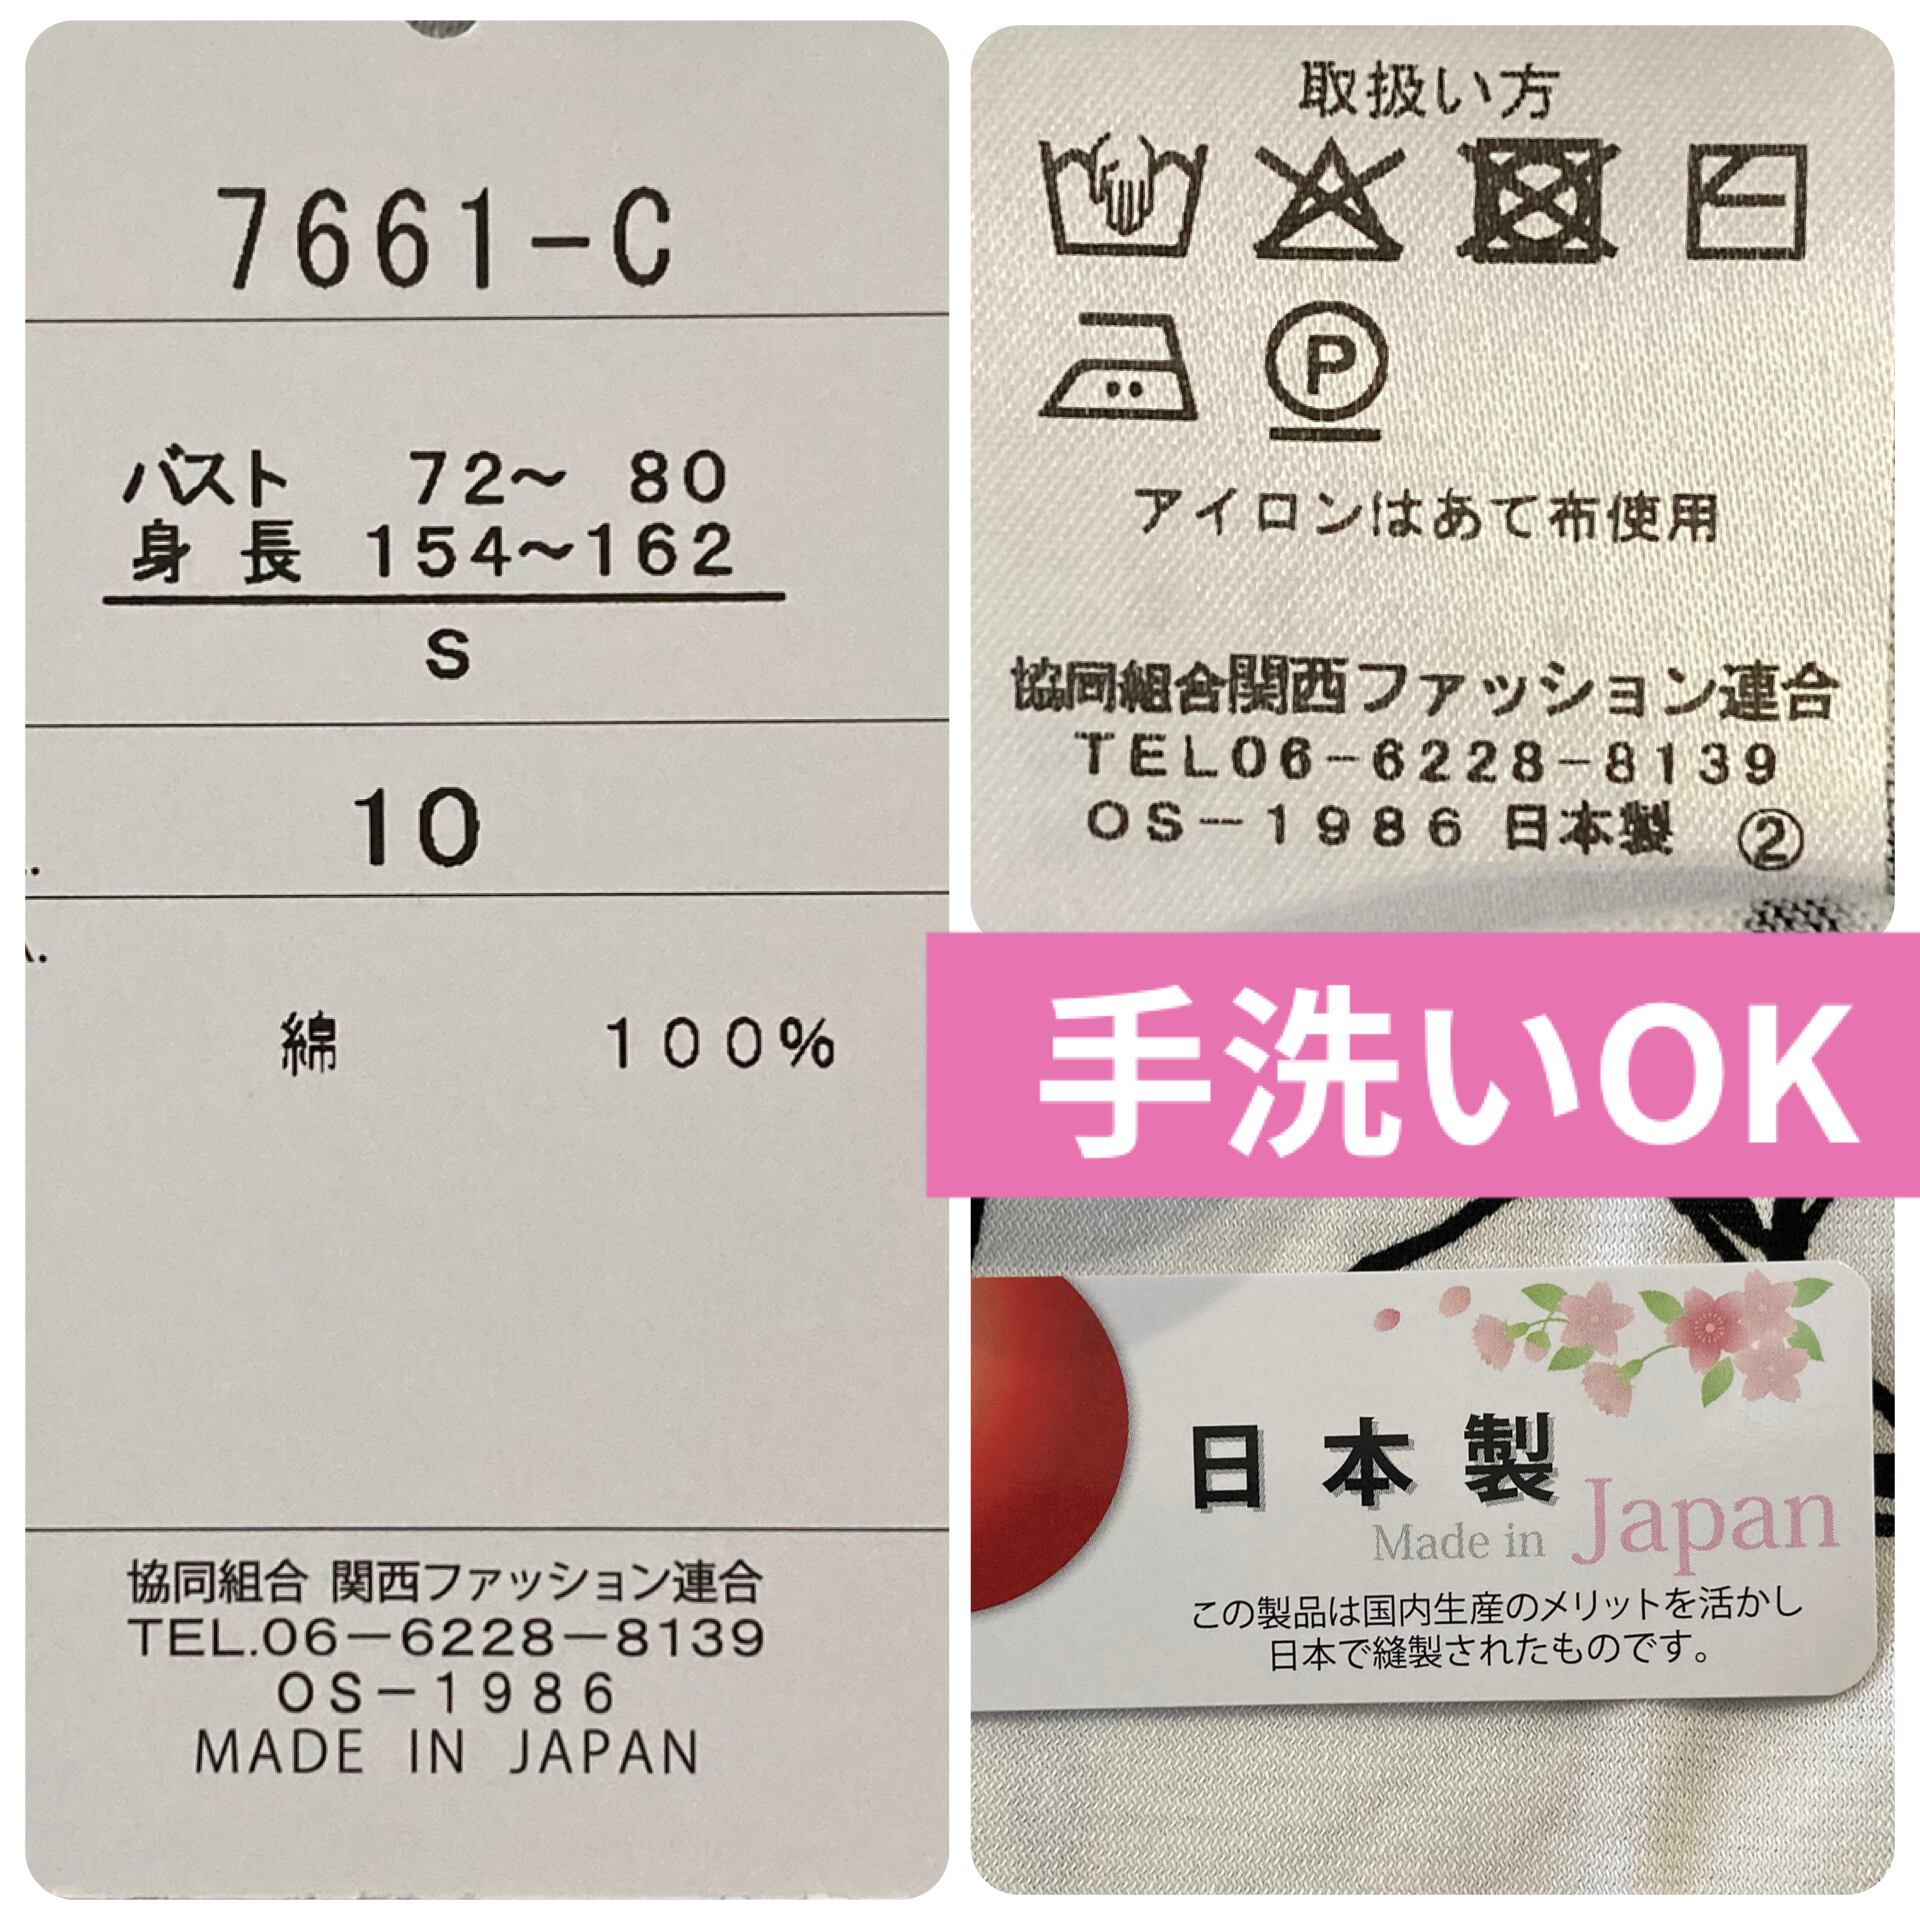 7661-C
バスト 72〜 80
身長 154〜162
S
10
綿 100%
協同組合 関西ファッション連合
TEL.06-6228-8139
OS-1986
MADE IN JAPAN
取扱い方
P
アイロンはあて布使用
協同組合関西ファッション連合
TEL06-6228-8139
OS-1986 日本製 ②
手洗いOK
日本製
Made in Japan
この製品は国内生産のメリットを活かし
日本で縫製されたものです。